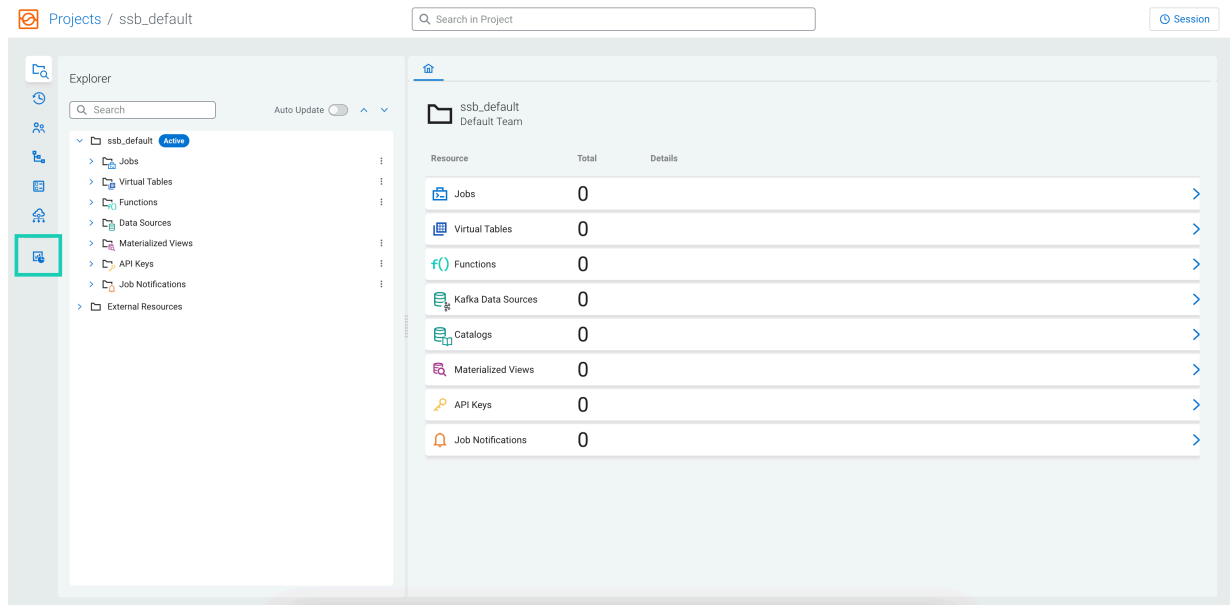 Projects / ssb_default
Search in Project
Session
Explorer
Search
Auto Update
ssb_default Active
Jobs
Virtual Tables
Functions
Data Sources
Materialized Views
API Keys
Job Notifications
External Resources
ssb_default
Default Team
Resource Total Details
Jobs 0
Virtual Tables 0
f() Functions 0
Kafka Data Sources 0
Catalogs 0
Materialized Views 0
API Keys 0
Job Notifications 0